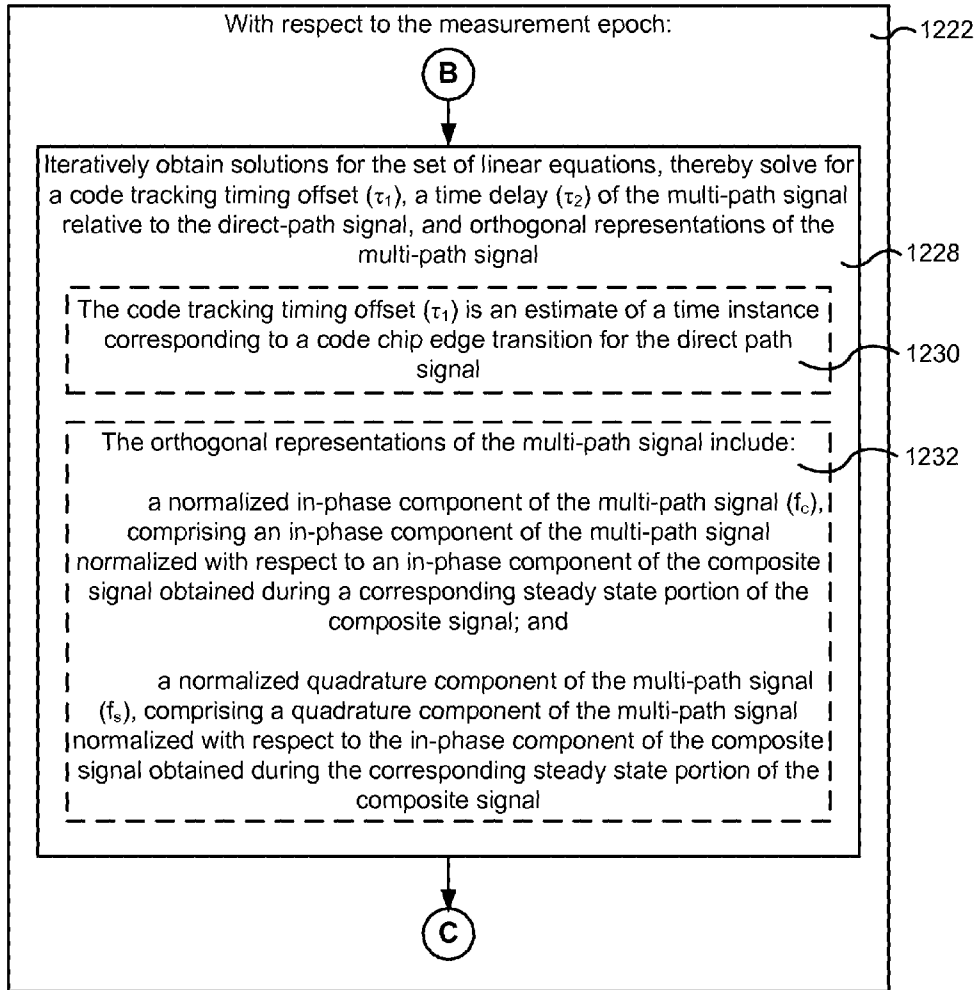 With respect to the measurement epoch:
1222
B
Iteratively obtain solutions for the set of linear equations, thereby solve for
a code tracking timing offset (τ₁), a time delay (τ₂) of the multi-path signal
relative to the direct-path signal, and orthogonal representations of the
multi-path signal
1228
The code tracking timing offset (τ₁) is an estimate of a time instance
corresponding to a code chip edge transition for the direct path
signal
1230
The orthogonal representations of the multi-path signal include:
1232
a normalized in-phase component of the multi-path signal (f꜀),
comprising an in-phase component of the multi-path signal
normalized with respect to an in-phase component of the composite
signal obtained during a corresponding steady state portion of the
composite signal; and
a normalized quadrature component of the multi-path signal
(fₛ), comprising a quadrature component of the multi-path signal
normalized with respect to the in-phase component of the composite
signal obtained during the corresponding steady state portion of the
composite signal
C